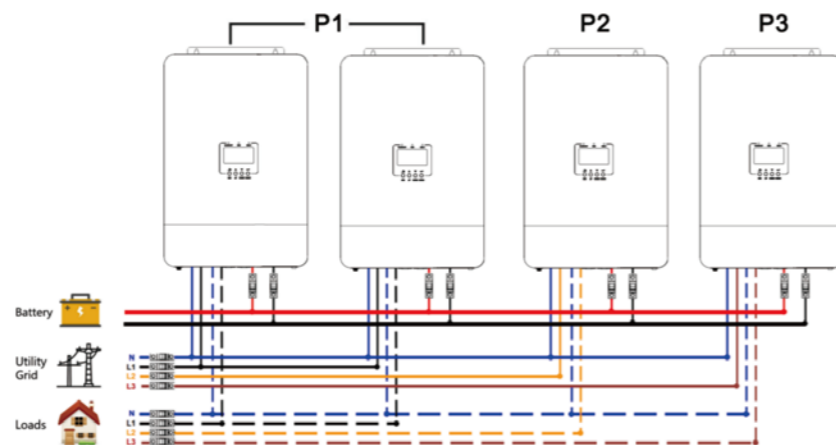 P1 P2 P3
Battery
Utility
Grid
N
L1
L2
L3
Loads
N
L1
L2
L3